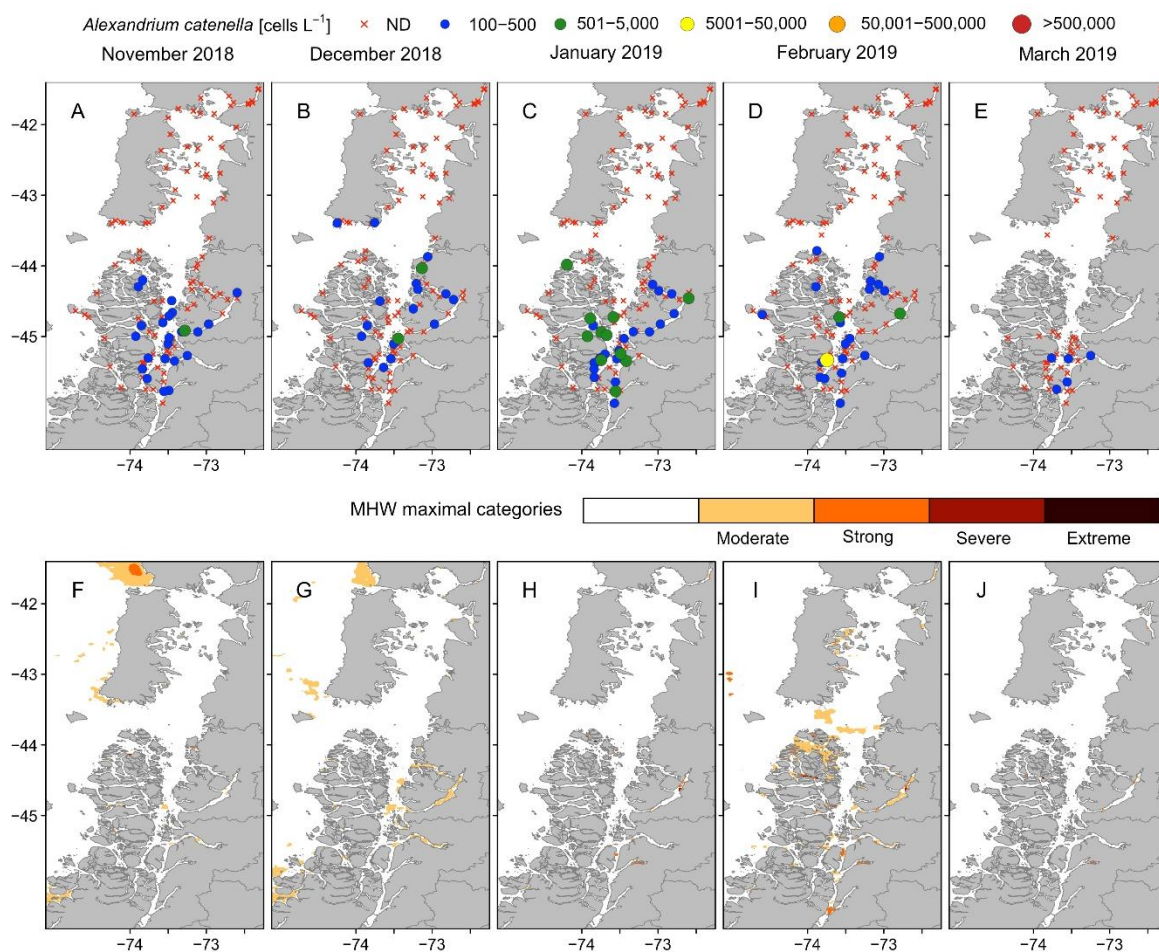 Alexandrium catenella [cells L⁻¹] × ND 100−500 501−5,000 5001−50,000 50,001−500,000 >500,000
November 2018 December 2018 January 2019 February 2019 March 2019
A B C D E
−42
−43
−44
−45
−74 −73 −74 −73 −74 −73 −74 −73 −74 −73
MHW maximal categories
Moderate Strong Severe Extreme
F G H I J
−42
−43
−44
−45
−74 −73 −74 −73 −74 −73 −74 −73 −74 −73